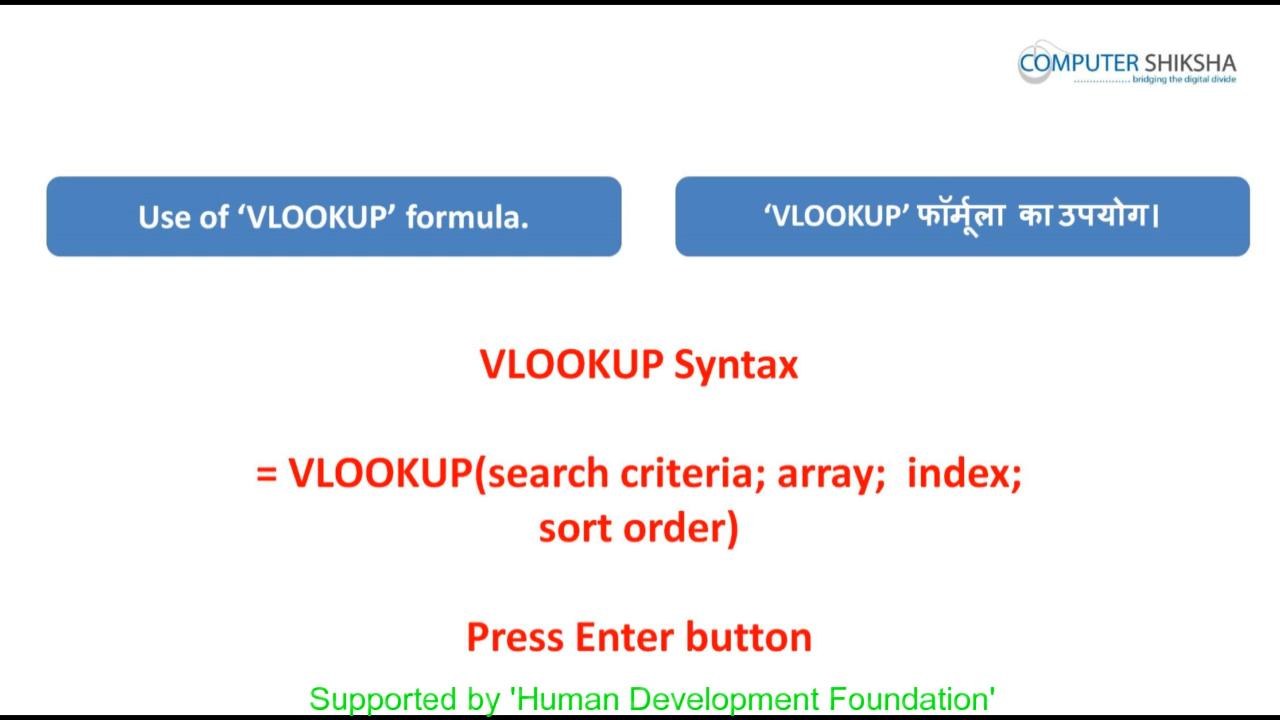 COMPUTER SHIKSHA
bridging the digital divide
Use of ‘VLOOKUP’ formula.
‘VLOOKUP’ फॉर्मूला का उपयोग।
VLOOKUP Syntax
= VLOOKUP(search criteria; array; index;
sort order)
Press Enter button
Supported by 'Human Development Foundation'